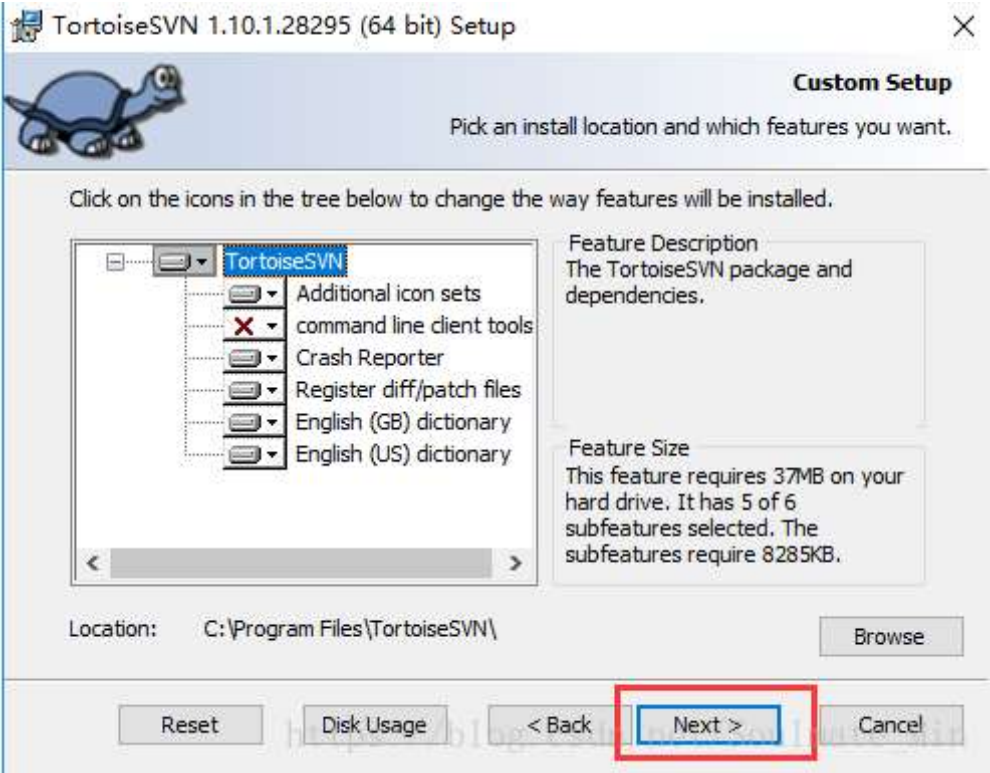 TortoiseSVN 1.10.1.28295 (64 bit) Setup
Custom Setup
Pick an install location and which features you want.
Click on the icons in the tree below to change the way features will be installed.
TortoiseSVN
Additional icon sets
command line client tools
Crash Reporter
Register diff/patch files
English (GB) dictionary
English (US) dictionary
Feature Description
The TortoiseSVN package and
dependencies.
Feature Size
This feature requires 37MB on your
hard drive. It has 5 of 6
subfeatures selected. The
subfeatures require 8285KB.
Location: C:\Program Files\TortoiseSVN\
Browse
Reset Disk Usage < Back Next > Cancel